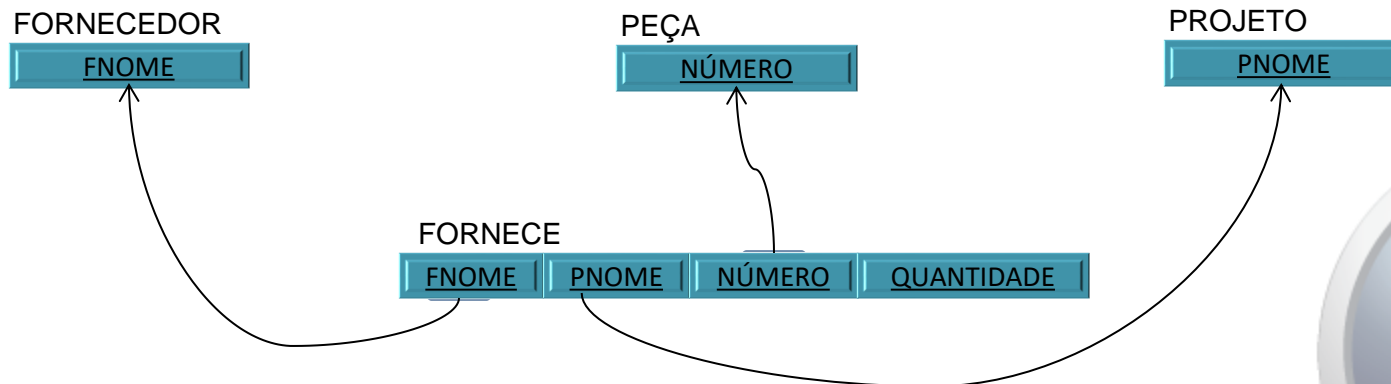 FORNECEDOR
FNOME
PEÇA
NÚMERO
PROJETO
PNOME
FORNECE
FNOME PNOME NÚMERO QUANTIDADE